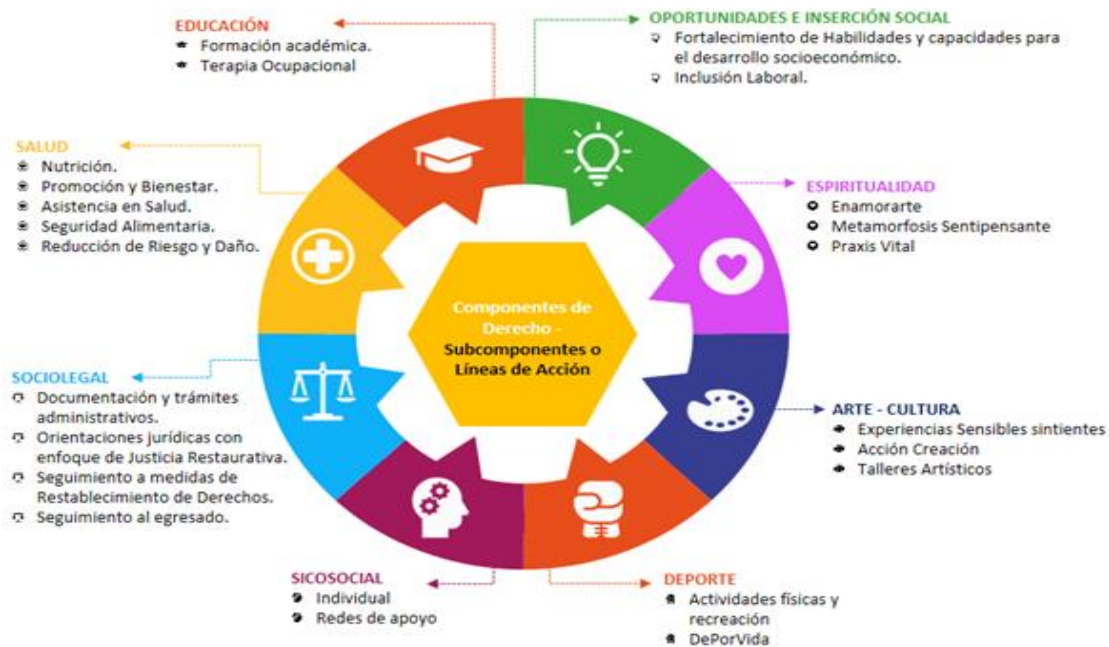 EDUCACIÓN
Formación académica.
Terapia Ocupacional
OPORTUNIDADES E INSERCIÓN SOCIAL
Fortalecimiento de Habilidades y capacidades para
el desarrollo socioeconómico.
Inclusión Laboral.
SALUD
Nutrición.
Promoción y Bienestar.
Asistencia en Salud.
Seguridad Alimentaria.
Reducción de Riesgo y Daño.
ESPIRITUALIDAD
Enamorarte
Metamorfosis Sentipensante
Praxis Vital
Componentes de
Derecho -
Subcomponentes o
Líneas de Acción
SOCIOLEGAL
Documentación y trámites
administrativos.
Orientaciones jurídicas con
enfoque de Justicia Restaurativa.
Seguimiento a medidas de
Restablecimiento de Derechos.
Seguimiento al egresado.
ARTE - CULTURA
Experiencias Sensibles sintientes
Acción Creación
Talleres Artísticos
SICOSOCIAL
Individual
Redes de apoyo
DEPORTE
Actividades físicas y
recreación
DePorVida